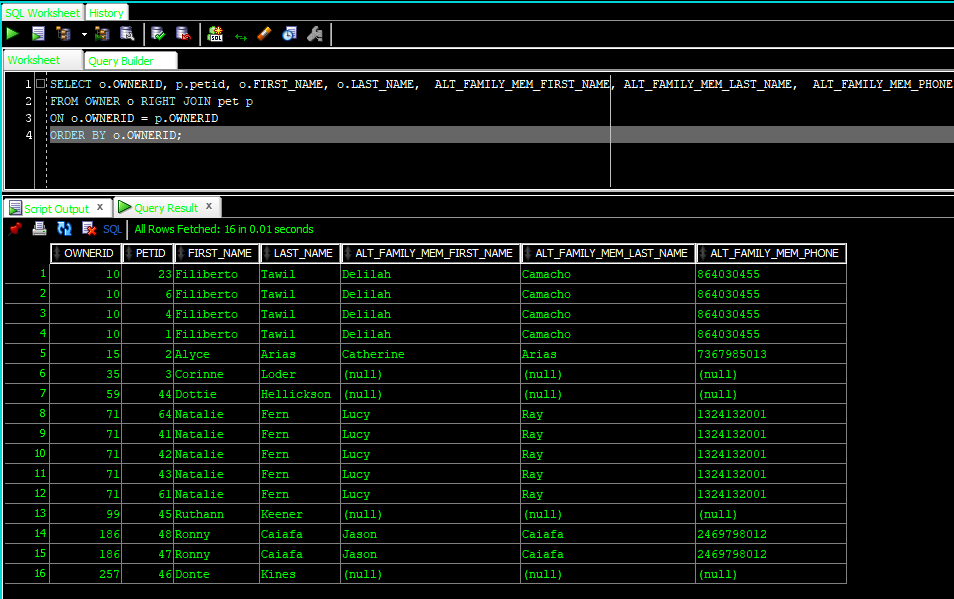 SQL Worksheet History
Worksheet Query Builder
1 SELECT o.OWNERID, p.petid, o.FIRST_NAME, o.LAST_NAME, ALT_FAMILY_MEM_FIRST_NAME, ALT_FAMILY_MEM_LAST_NAME, ALT_FAMILY_MEM_PHONE
2 FROM OWNER o RIGHT JOIN pet p
3 ON o.OWNERID = p.OWNERID
4 ORDER BY o.OWNERID;
Script Output x Query Result x
SQL All Rows Fetched: 16 in 0.01 seconds
OWNERID PETID FIRST_NAME LAST_NAME ALT_FAMILY_MEM_FIRST_NAME ALT_FAMILY_MEM_LAST_NAME ALT_FAMILY_MEM_PHONE
1 10 23 Filiberto Tawil Delilah Camacho 864030455
2 10 6 Filiberto Tawil Delilah Camacho 864030455
3 10 4 Filiberto Tawil Delilah Camacho 864030455
4 10 1 Filiberto Tawil Delilah Camacho 864030455
5 15 2 Alyce Arias Catherine Arias 7367985013
6 35 3 Corinne Loder (null) (null) (null)
7 59 44 Dottie Hellickson (null) (null) (null)
8 71 64 Natalie Fern Lucy Ray 1324132001
9 71 41 Natalie Fern Lucy Ray 1324132001
10 71 42 Natalie Fern Lucy Ray 1324132001
11 71 43 Natalie Fern Lucy Ray 1324132001
12 71 61 Natalie Fern Lucy Ray 1324132001
13 99 45 Ruthann Keener (null) (null) (null)
14 186 48 Ronny Caiafa Jason Caiafa 2469798012
15 186 47 Ronny Caiafa Jason Caiafa 2469798012
16 257 46 Donte Kines (null) (null) (null)